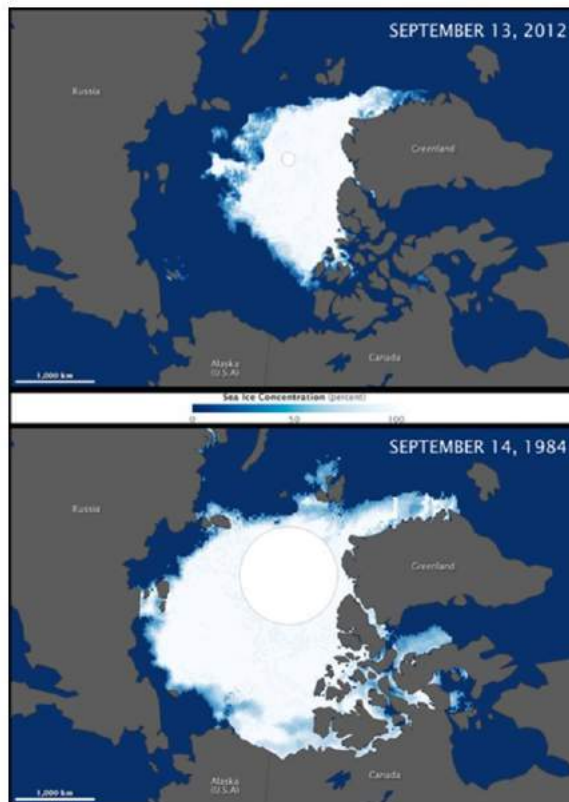 SEPTEMBER 13, 2012
Russia
Greenland
Alaska
(U.S.A)
Canada
1,000 km
Sea Ice Concentration (percent)
0 50 100
SEPTEMBER 14, 1984
Russia
Greenland
Alaska
(U.S.A)
Canada
1,000 km